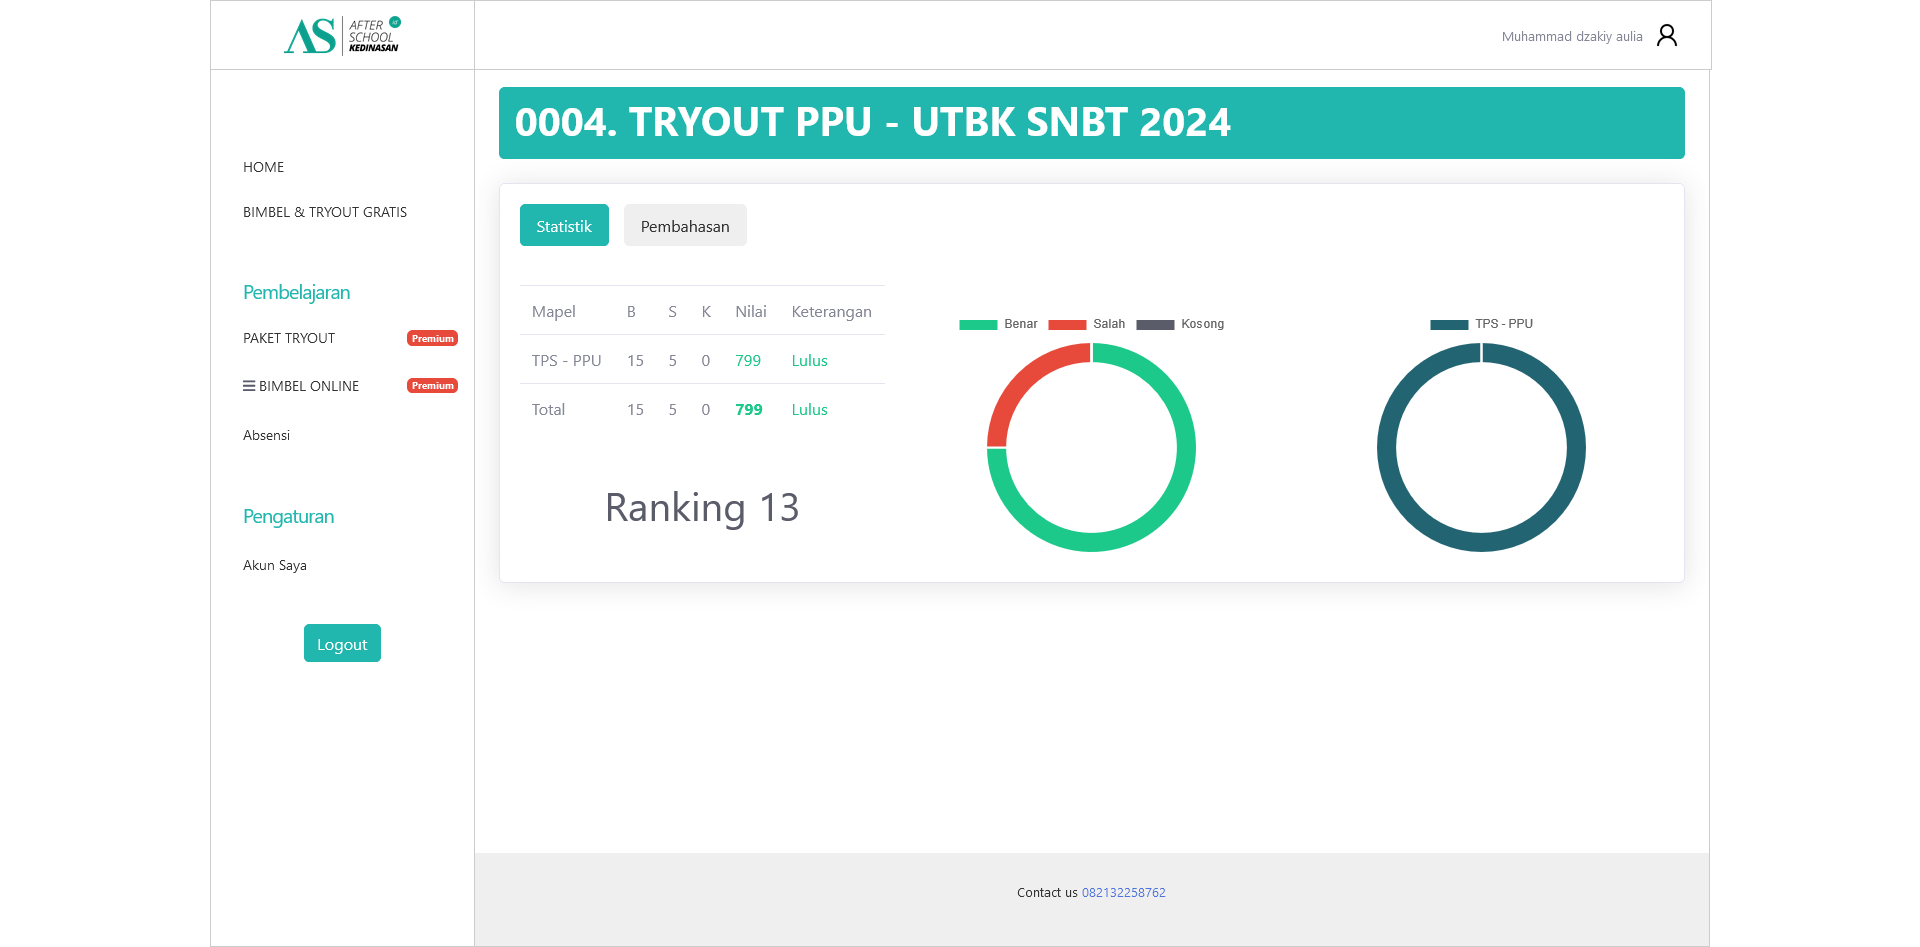 AS AFTER SCHOOL KEDINASAN
Muhammad dzakiy aulia
HOME
BIMBEL & TRYOUT GRATIS
Pembelajaran
PAKET TRYOUT Premium
BIMBEL ONLINE Premium
Absensi
Pengaturan
Akun Saya
Logout
0004. TRYOUT PPU - UTBK SNBT 2024
Statistik Pembahasan
Mapel B S K Nilai Keterangan
TPS - PPU 15 5 0 799 Lulus
Total 15 5 0 799 Lulus
Ranking 13
Benar Salah Kosong
TPS - PPU
Contact us 082132258762